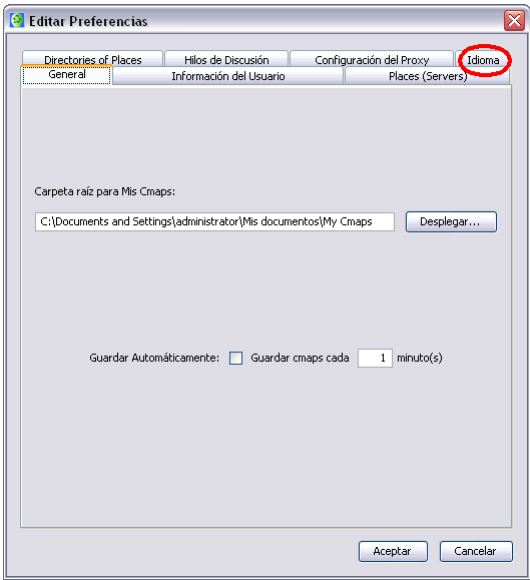 Editar Preferencias
Directories of Places Hilos de Discusión Configuración del Proxy Idioma
General Información del Usuario Places (Servers)
Carpeta raíz para Mis Cmaps:
C:\Documents and Settings\administrator\Mis documentos\My Cmaps Desplegar...
Guardar Automáticamente: Guardar cmaps cada 1 minuto(s)
Aceptar Cancelar